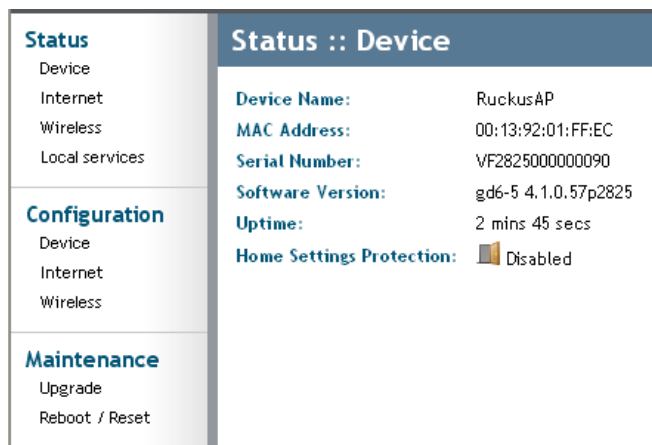 Status
Device
Internet
Wireless
Local services
Configuration
Device
Internet
Wireless
Maintenance
Upgrade
Reboot / Reset
Status :: Device
Device Name: RuckusAP
MAC Address: 00:13:92:01:FF:EC
Serial Number: VF2825000000090
Software Version: gd6-5 4.1.0.57p2825
Uptime: 2 mins 45 secs
Home Settings Protection: Disabled